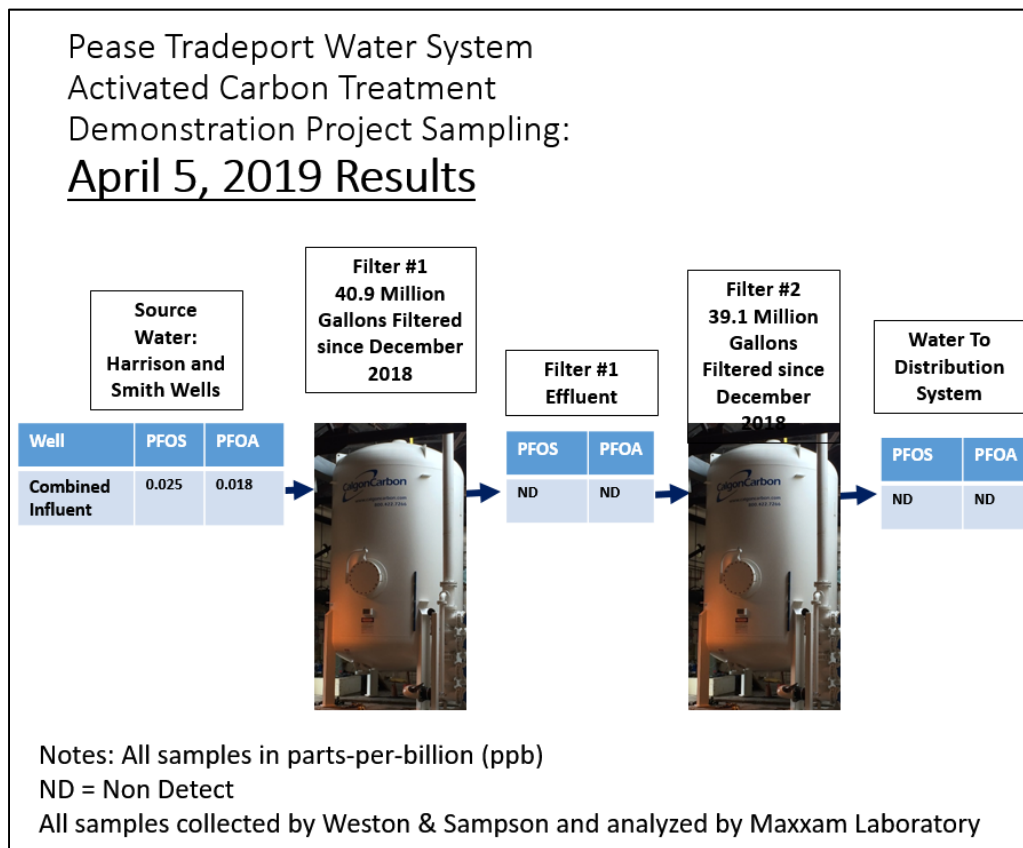 Pease Tradeport Water System
Activated Carbon Treatment
Demonstration Project Sampling:
April 5, 2019 Results
Source
Water:
Harrison and
Smith Wells
Filter #1
40.9 Million
Gallons Filtered
since December
2018
Filter #1
Effluent
Filter #2
39.1 Million
Gallons
Filtered since
December
2018
Water To
Distribution
System
Well PFOS PFOA
Combined
Influent 0.025 0.018
CalgonCarbon
PFOS PFOA
ND ND
CalgonCarbon
PFOS PFOA
ND ND
Notes: All samples in parts-per-billion (ppb)
ND = Non Detect
All samples collected by Weston & Sampson and analyzed by Maxxam Laboratory